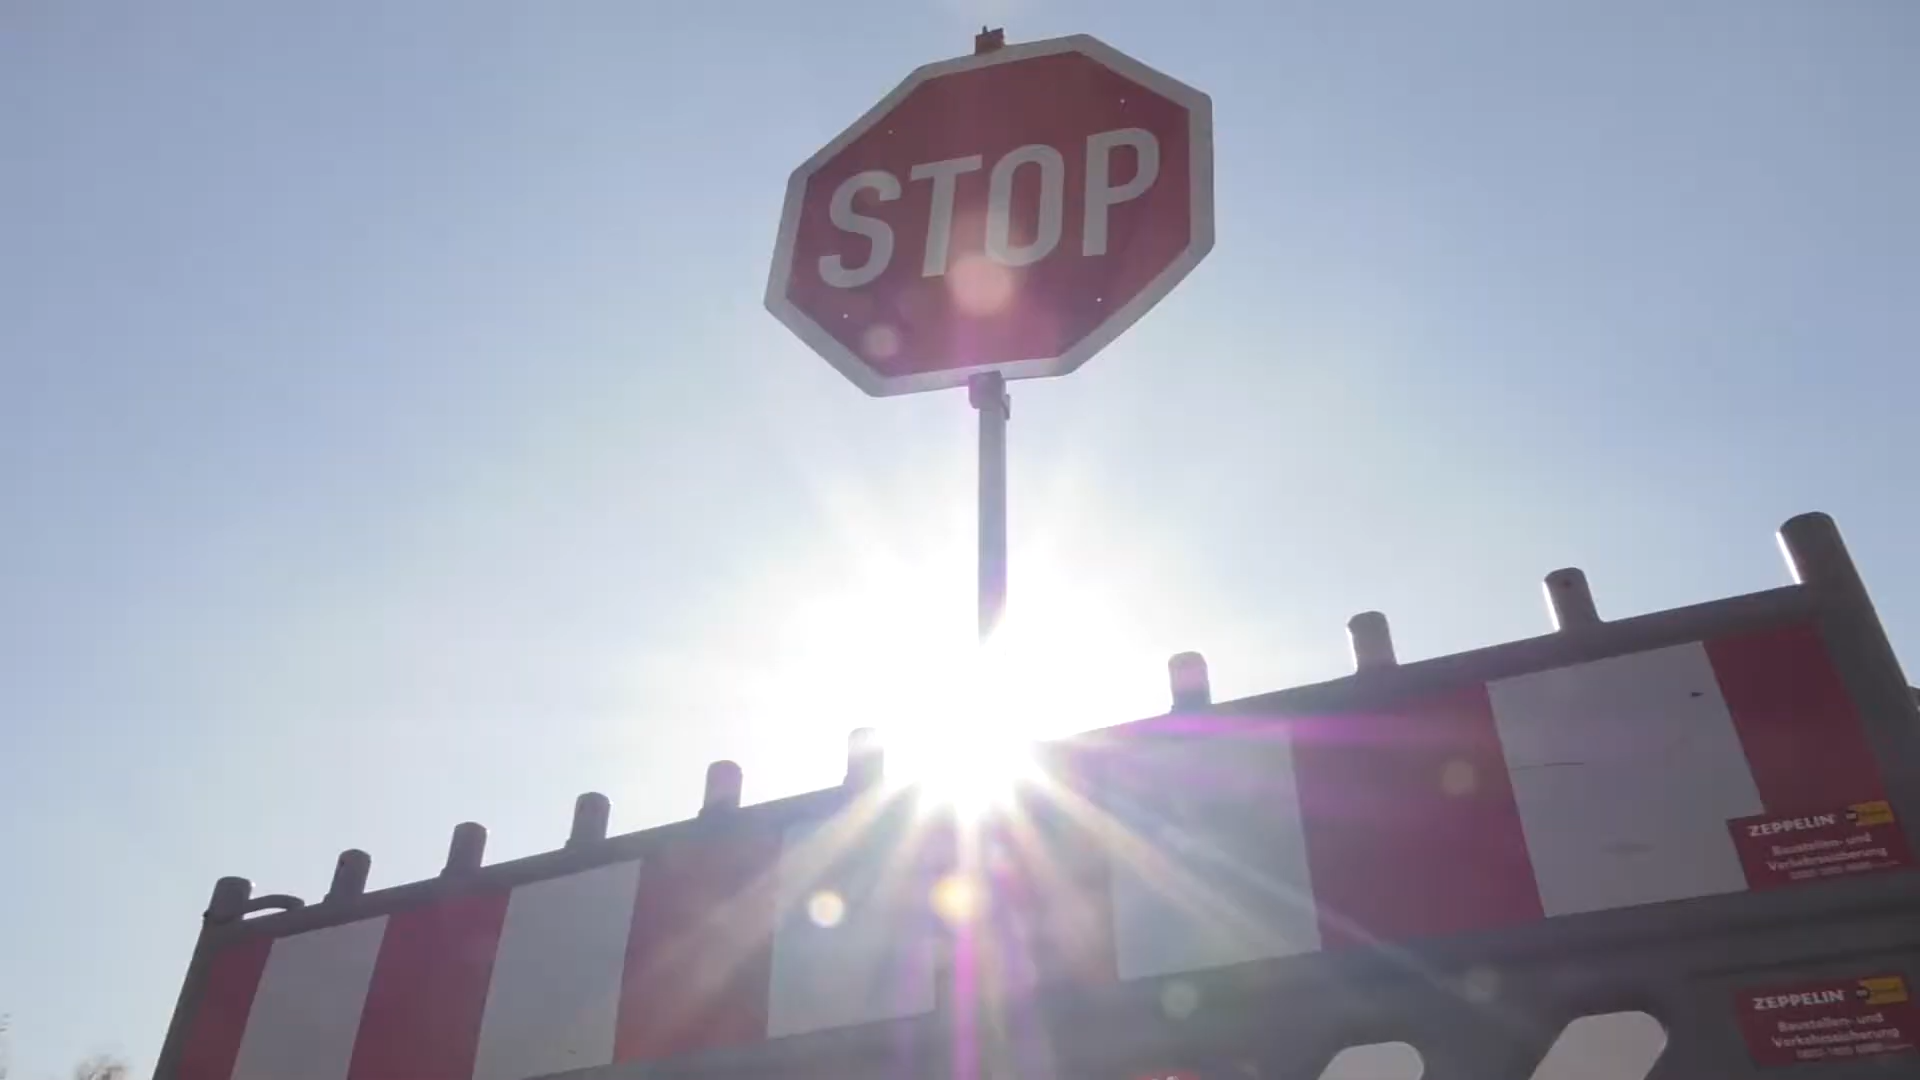 STOP
ZEPPELIN
Baustellen- und
Verkehrssicherung
ZEPPELIN
Baustellen- und
Verkehrssicherung